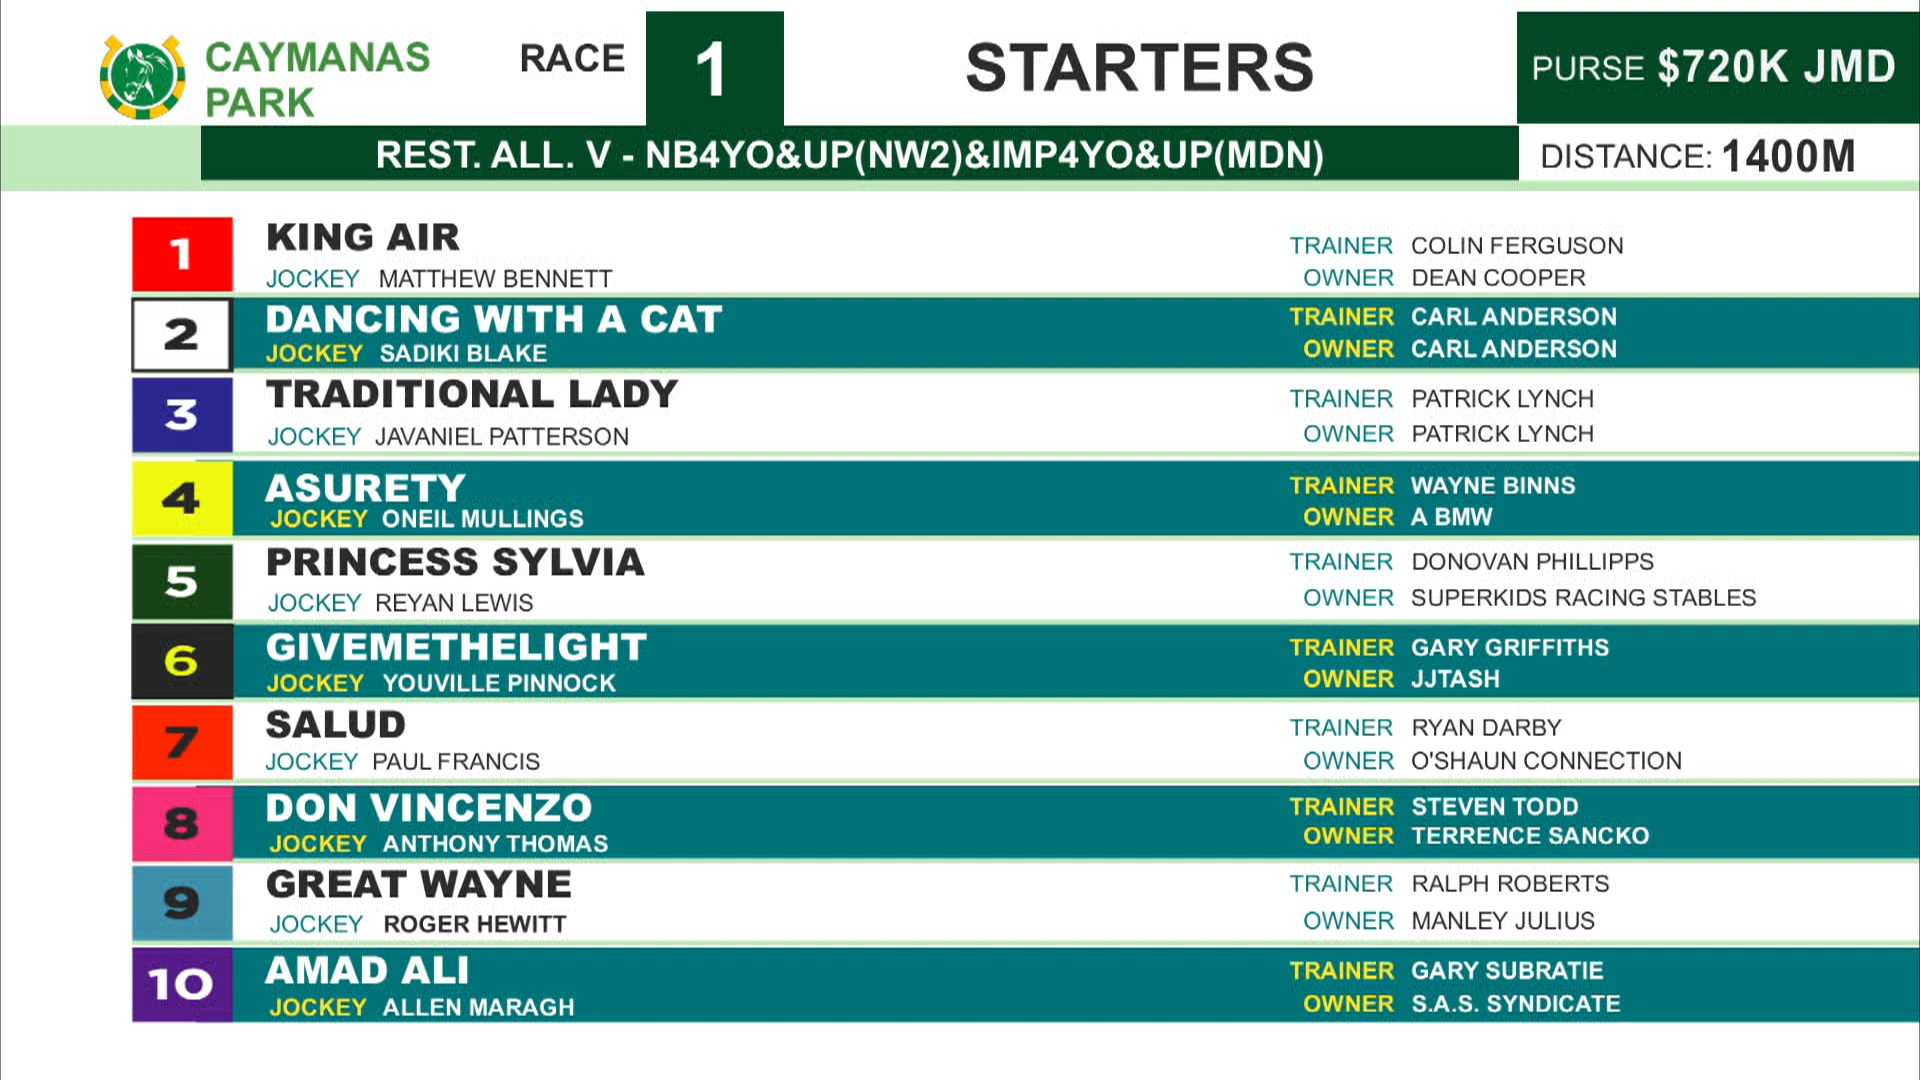 CAYMANAS PARK
RACE 1
STARTERS
PURSE $720K JMD
REST. ALL. V - NB4YO&UP(NW2)&IMP4YO&UP(MDN)
DISTANCE: 1400M
1 KING AIR
JOCKEY MATTHEW BENNETT
TRAINER COLIN FERGUSON
OWNER DEAN COOPER
2 DANCING WITH A CAT
JOCKEY SADIKI BLAKE
TRAINER CARL ANDERSON
OWNER CARL ANDERSON
3 TRADITIONAL LADY
JOCKEY JAVANIEL PATTERSON
TRAINER PATRICK LYNCH
OWNER PATRICK LYNCH
4 ASURETY
JOCKEY ONEIL MULLINGS
TRAINER WAYNE BINNS
OWNER A BMW
5 PRINCESS SYLVIA
JOCKEY REYAN LEWIS
TRAINER DONOVAN PHILLIPPS
OWNER SUPERKIDS RACING STABLES
6 GIVEMETHELIGHT
JOCKEY YOUVILLE PINNOCK
TRAINER GARY GRIFFITHS
OWNER JJTASH
7 SALUD
JOCKEY PAUL FRANCIS
TRAINER RYAN DARBY
OWNER O'SHAUN CONNECTION
8 DON VINCENZO
JOCKEY ANTHONY THOMAS
TRAINER STEVEN TODD
OWNER TERRENCE SANCKO
9 GREAT WAYNE
JOCKEY ROGER HEWITT
TRAINER RALPH ROBERTS
OWNER MANLEY JULIUS
10 AMAD ALI
JOCKEY ALLEN MARAGH
TRAINER GARY SUBRATIE
OWNER S.A.S. SYNDICATE